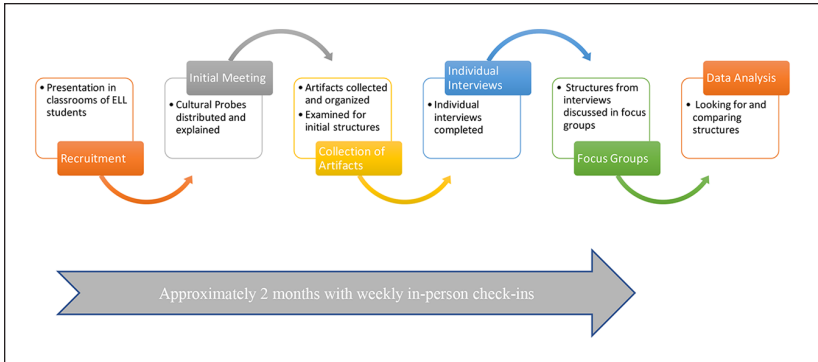 • Presentation in
classrooms of ELL
students
Recruitment
Initial Meeting
• Cultural Probes
distributed and
explained
• Artifacts collected
and organized
• Examined for
initial structures
Collection of
Artifacts
Individual
Interviews
• Individual
interviews
completed
• Structures from
interviews
discussed in focus
groups
Focus Groups
Data Analysis
• Looking for and
comparing
structures
Approximately 2 months with weekly in-person check-ins